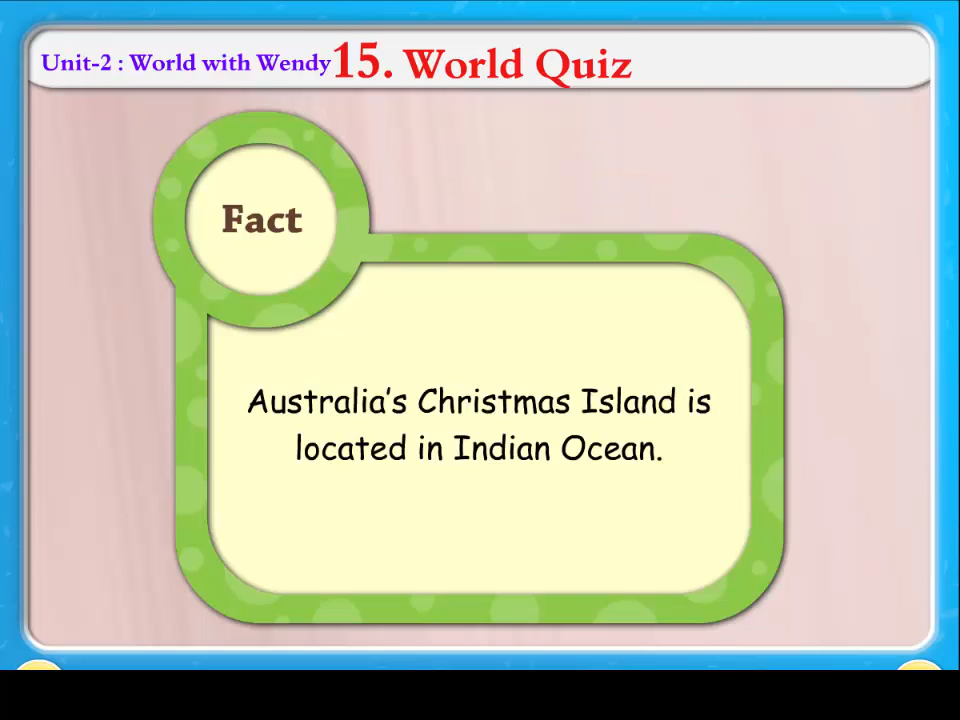 Unit-2 : World with Wendy 15. World Quiz
Fact
Australia's Christmas Island is
located in Indian Ocean.